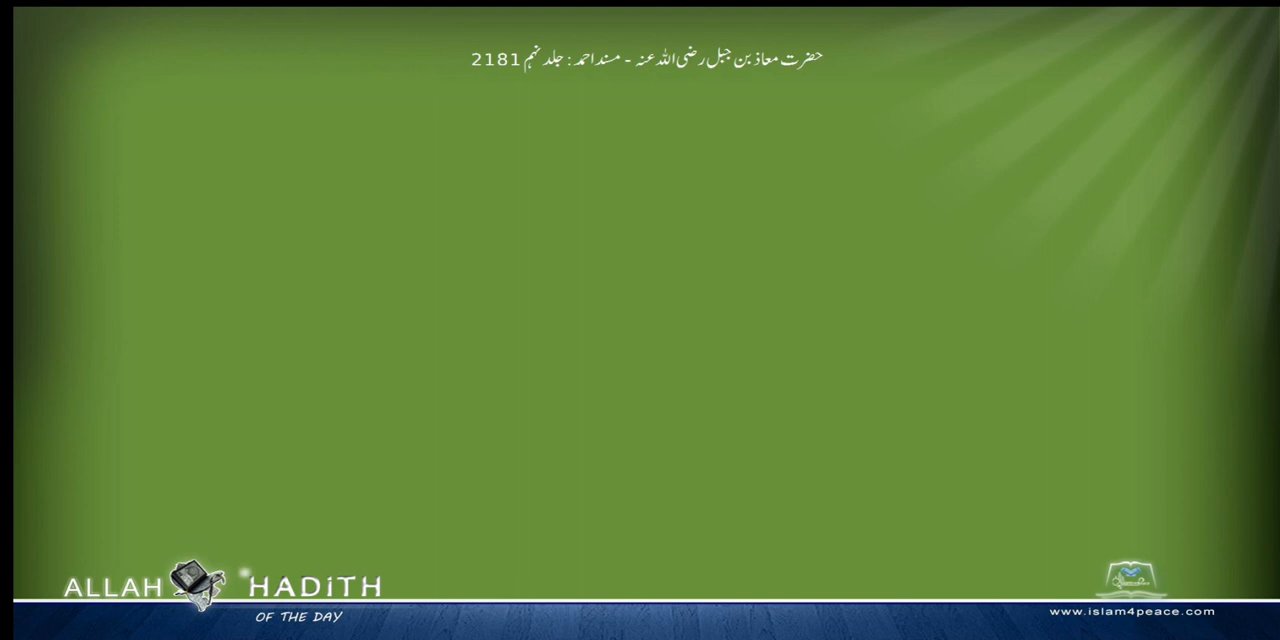 حضرت معاذ بن جبل رضی اللہ عنہ - مسند احمد : جلد نہم 2181
ALLAH HADITH
OF THE DAY
www.islam4peace.com